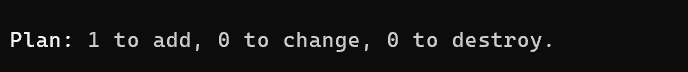 Plan: 1 to add, 0 to change, 0 to destroy.